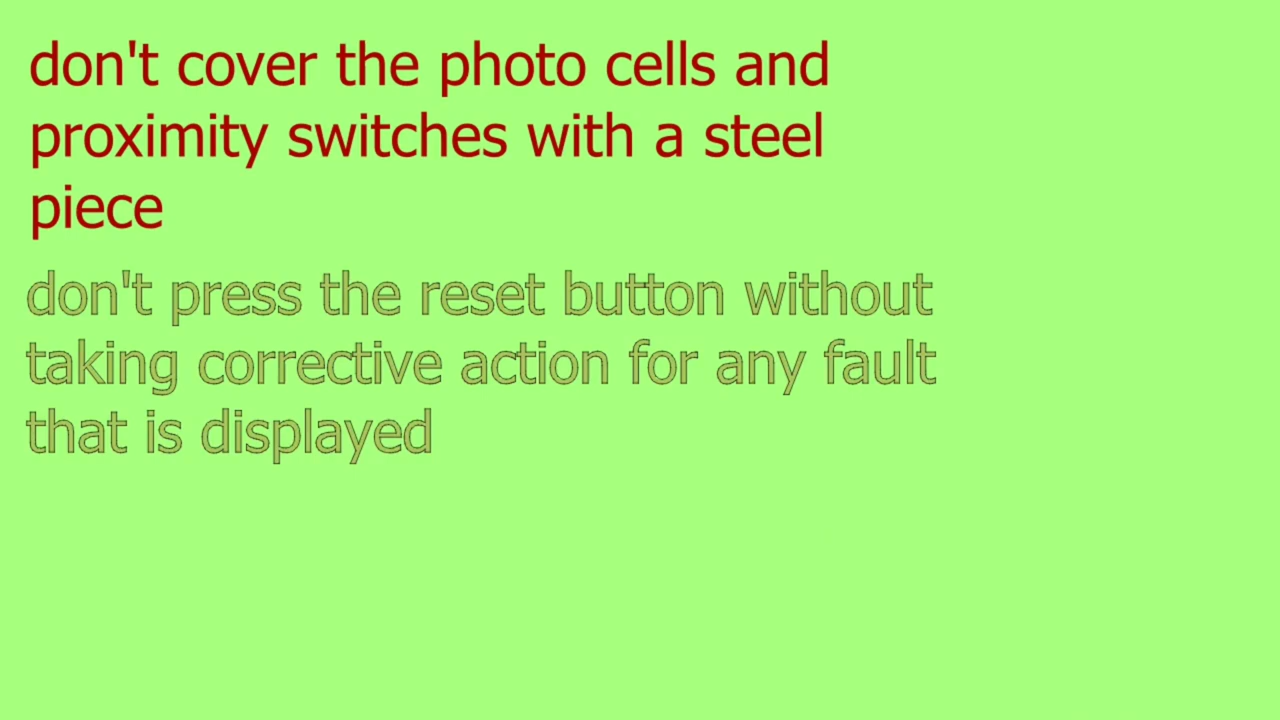 don't cover the photo cells and
proximity switches with a steel
piece
don't press the reset button without
taking corrective action for any fault
that is displayed